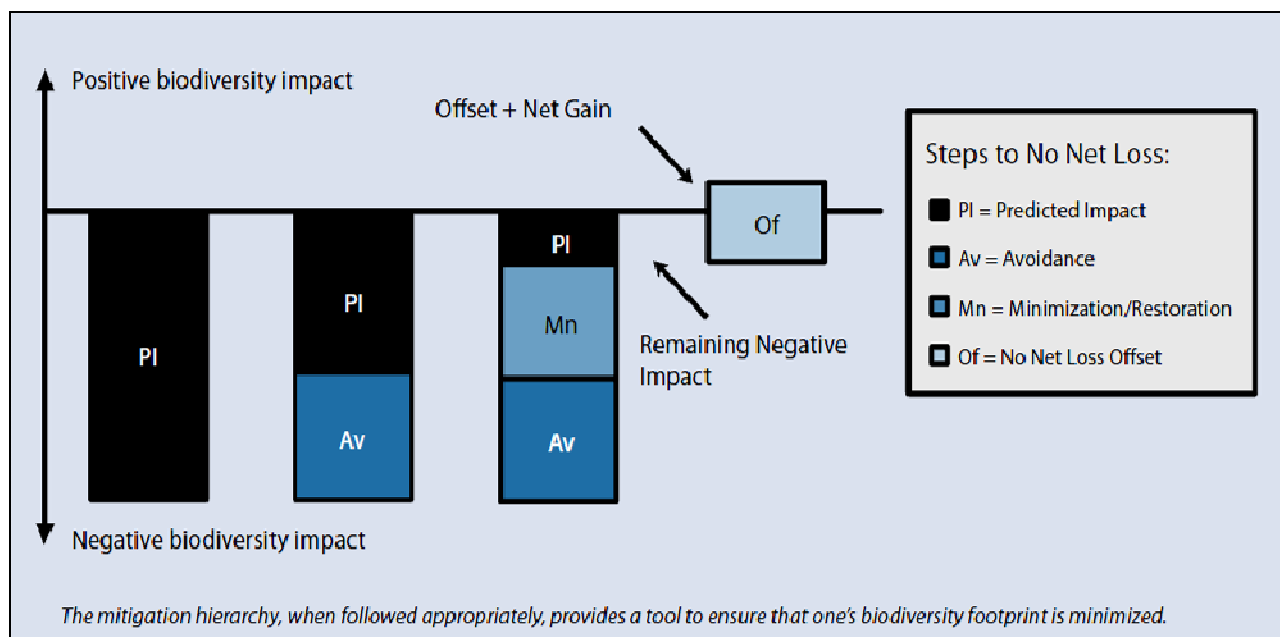 Positive biodiversity impact
Offset + Net Gain
Steps to No Net Loss:
PI = Predicted Impact
Av = Avoidance
Mn = Minimization/Restoration
Of = No Net Loss Offset
Of
PI
PI
PI
Mn
Av
Av
Remaining Negative
Impact
Negative biodiversity impact
The mitigation hierarchy, when followed appropriately, provides a tool to ensure that one's biodiversity footprint is minimized.